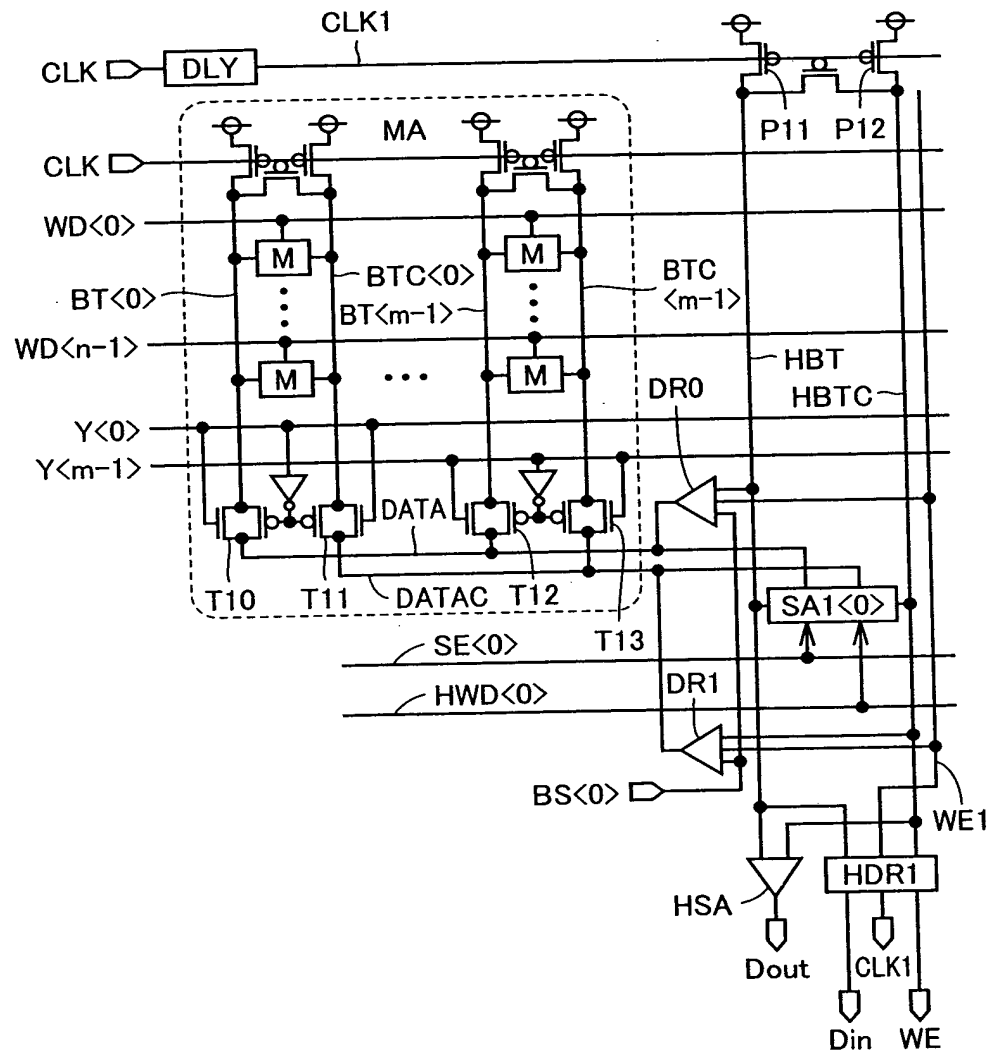 CLK1
CLK
DLY
P11
P12
MA
CLK
WD<0>
M
M
BT<0>
BTC<0>
BT<m-1>
BTC
<m-1>
WD<n-1>
HBT
M
M
DR0
HBTC
Y<0>
Y<m-1>
DATA
T10
T11
DATAC
T12
SA1<0>
T13
SE<0>
HWD<0>
DR1
BS<0>
WE1
HSA
HDR1
Dout
CLK1
Din
WE